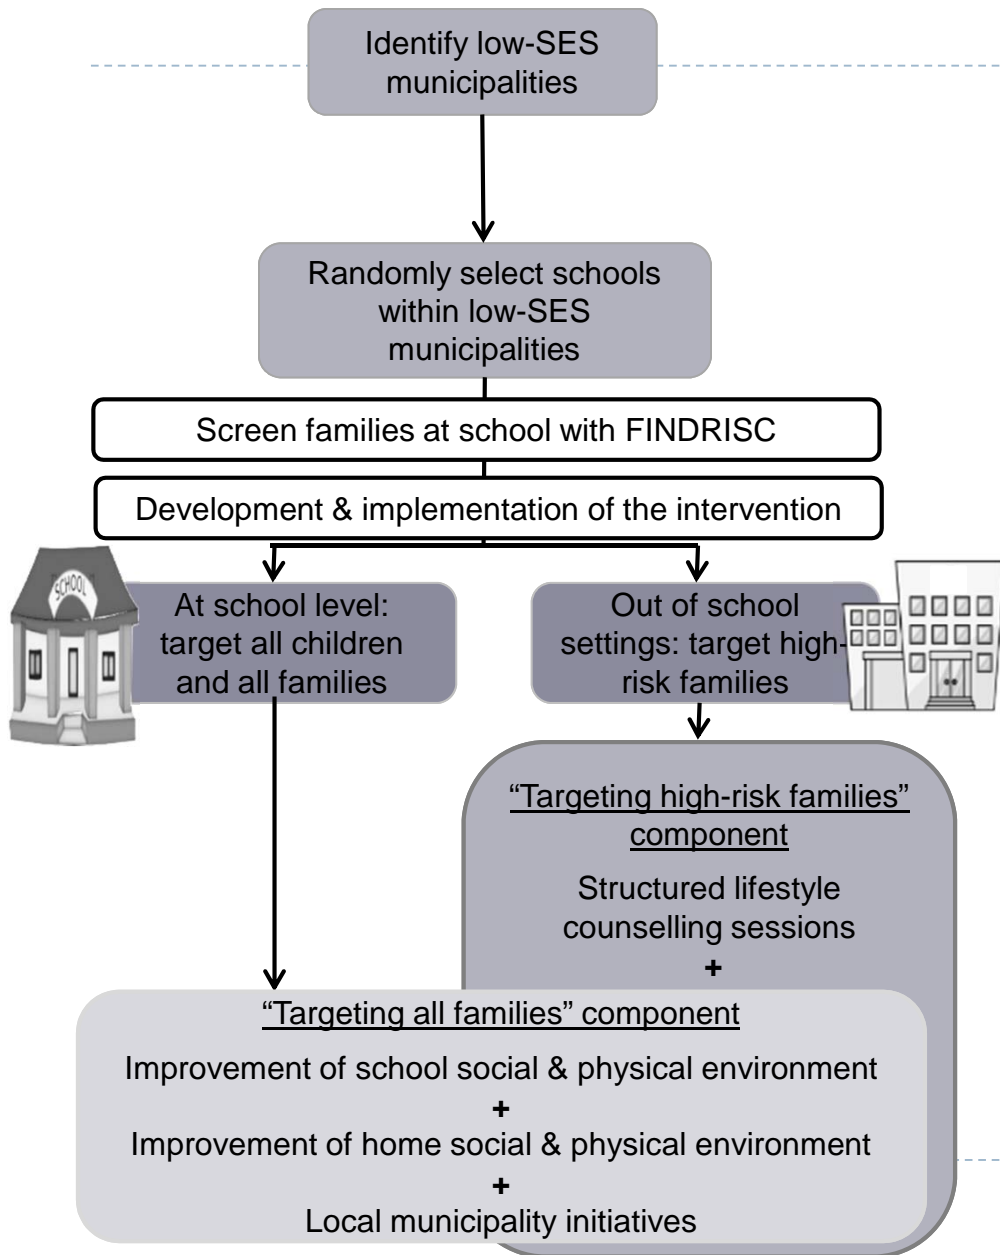 Identify low-SES
municipalities
Randomly select schools
within low-SES
municipalities
Screen families at school with FINDRISC
Development & implementation of the intervention
SCHOOL
At school level:
target all children
and all families
Out of school
settings: target high-
risk families
“Targeting high-risk families”
component
Structured lifestyle
counselling sessions
+
“Targeting all families” component
Improvement of school social & physical environment
+
Improvement of home social & physical environment
+
Local municipality initiatives